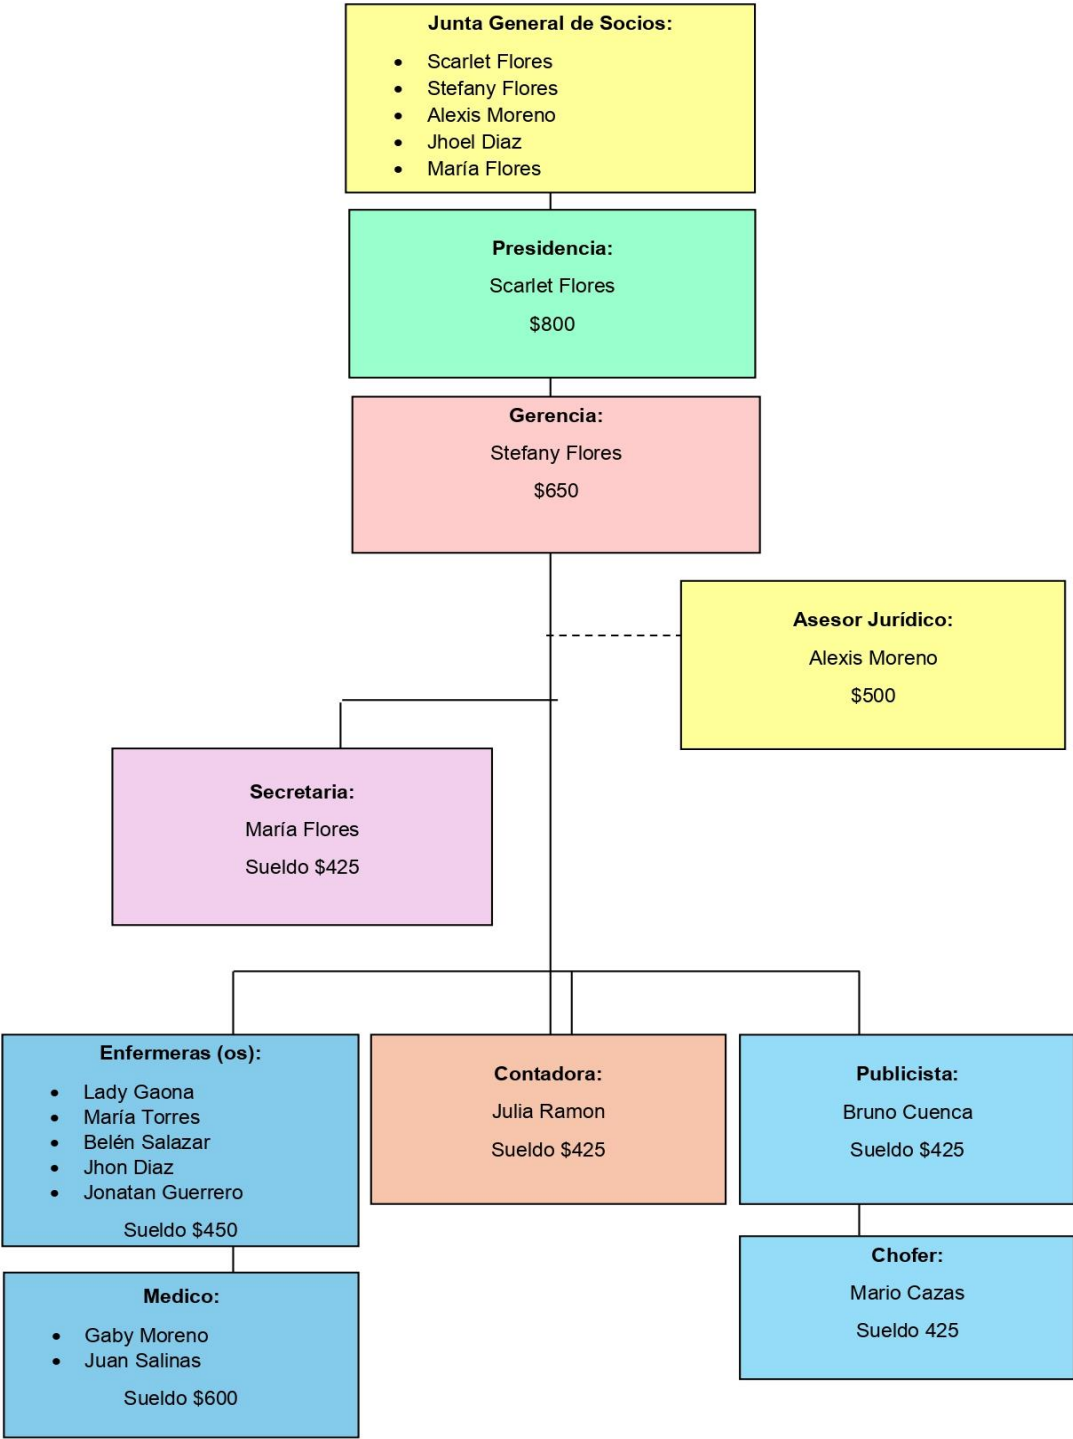 Junta General de Socios:
• Scarlet Flores
• Stefany Flores
• Alexis Moreno
• Jhoel Diaz
• María Flores
Presidencia:
Scarlet Flores
$800
Gerencia:
Stefany Flores
$650
Asesor Jurídico:
Alexis Moreno
$500
Secretaria:
María Flores
Sueldo $425
Enfermeras (os):
• Lady Gaona
• María Torres
• Belén Salazar
• Jhon Diaz
• Jonatan Guerrero
Sueldo $450
Contadora:
Julia Ramon
Sueldo $425
Publicista:
Bruno Cuenca
Sueldo $425
Medico:
• Gaby Moreno
• Juan Salinas
Sueldo $600
Chofer:
Mario Cazas
Sueldo 425